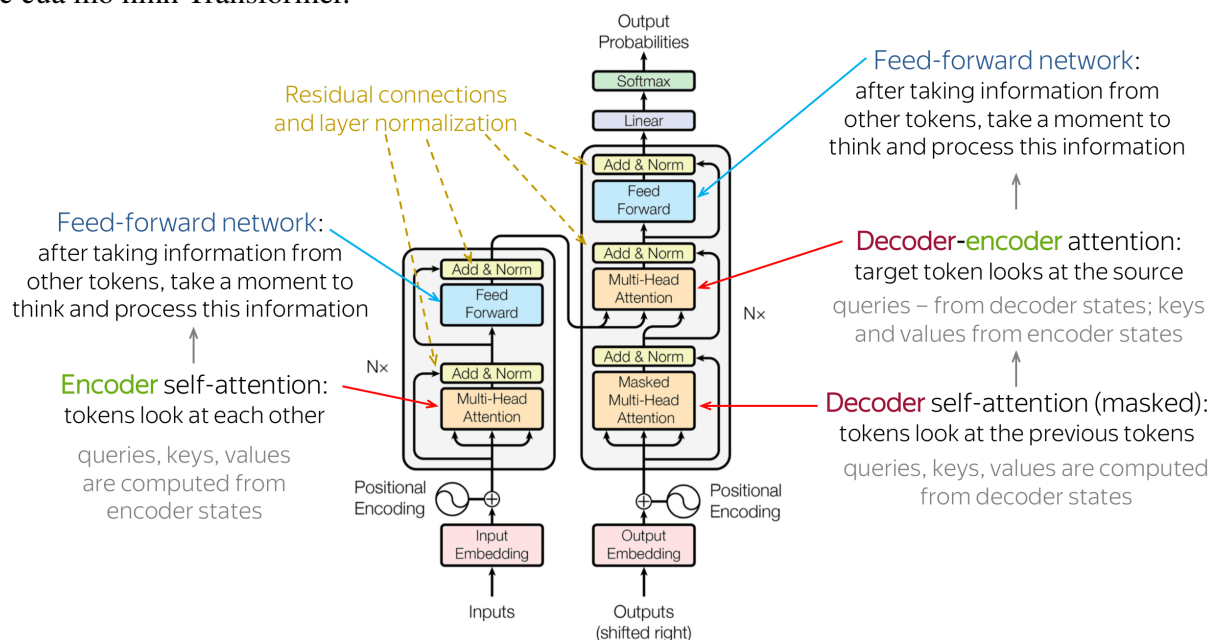 của mô hình Transformer.
Output
Probabilities
Softmax
Linear
Add & Norm
Feed
Forward
Add & Norm
Multi-Head
Attention
Add & Norm
Masked
Multi-Head
Attention
Nx
Positional
Encoding
Output
Embedding
Outputs
(shifted right)
Residual connections
and layer normalization
Add & Norm
Feed
Forward
Add & Norm
Multi-Head
Attention
Nx
Positional
Encoding
Input
Embedding
Inputs
Feed-forward network:
after taking information from
other tokens, take a moment to
think and process this information
Encoder self-attention:
tokens look at each other
queries, keys, values
are computed from
encoder states
Feed-forward network:
after taking information from
other tokens, take a moment to
think and process this information
Decoder-encoder attention:
target token looks at the source
queries – from decoder states; keys
and values from encoder states
Decoder self-attention (masked):
tokens look at the previous tokens
queries, keys, values are computed
from decoder states